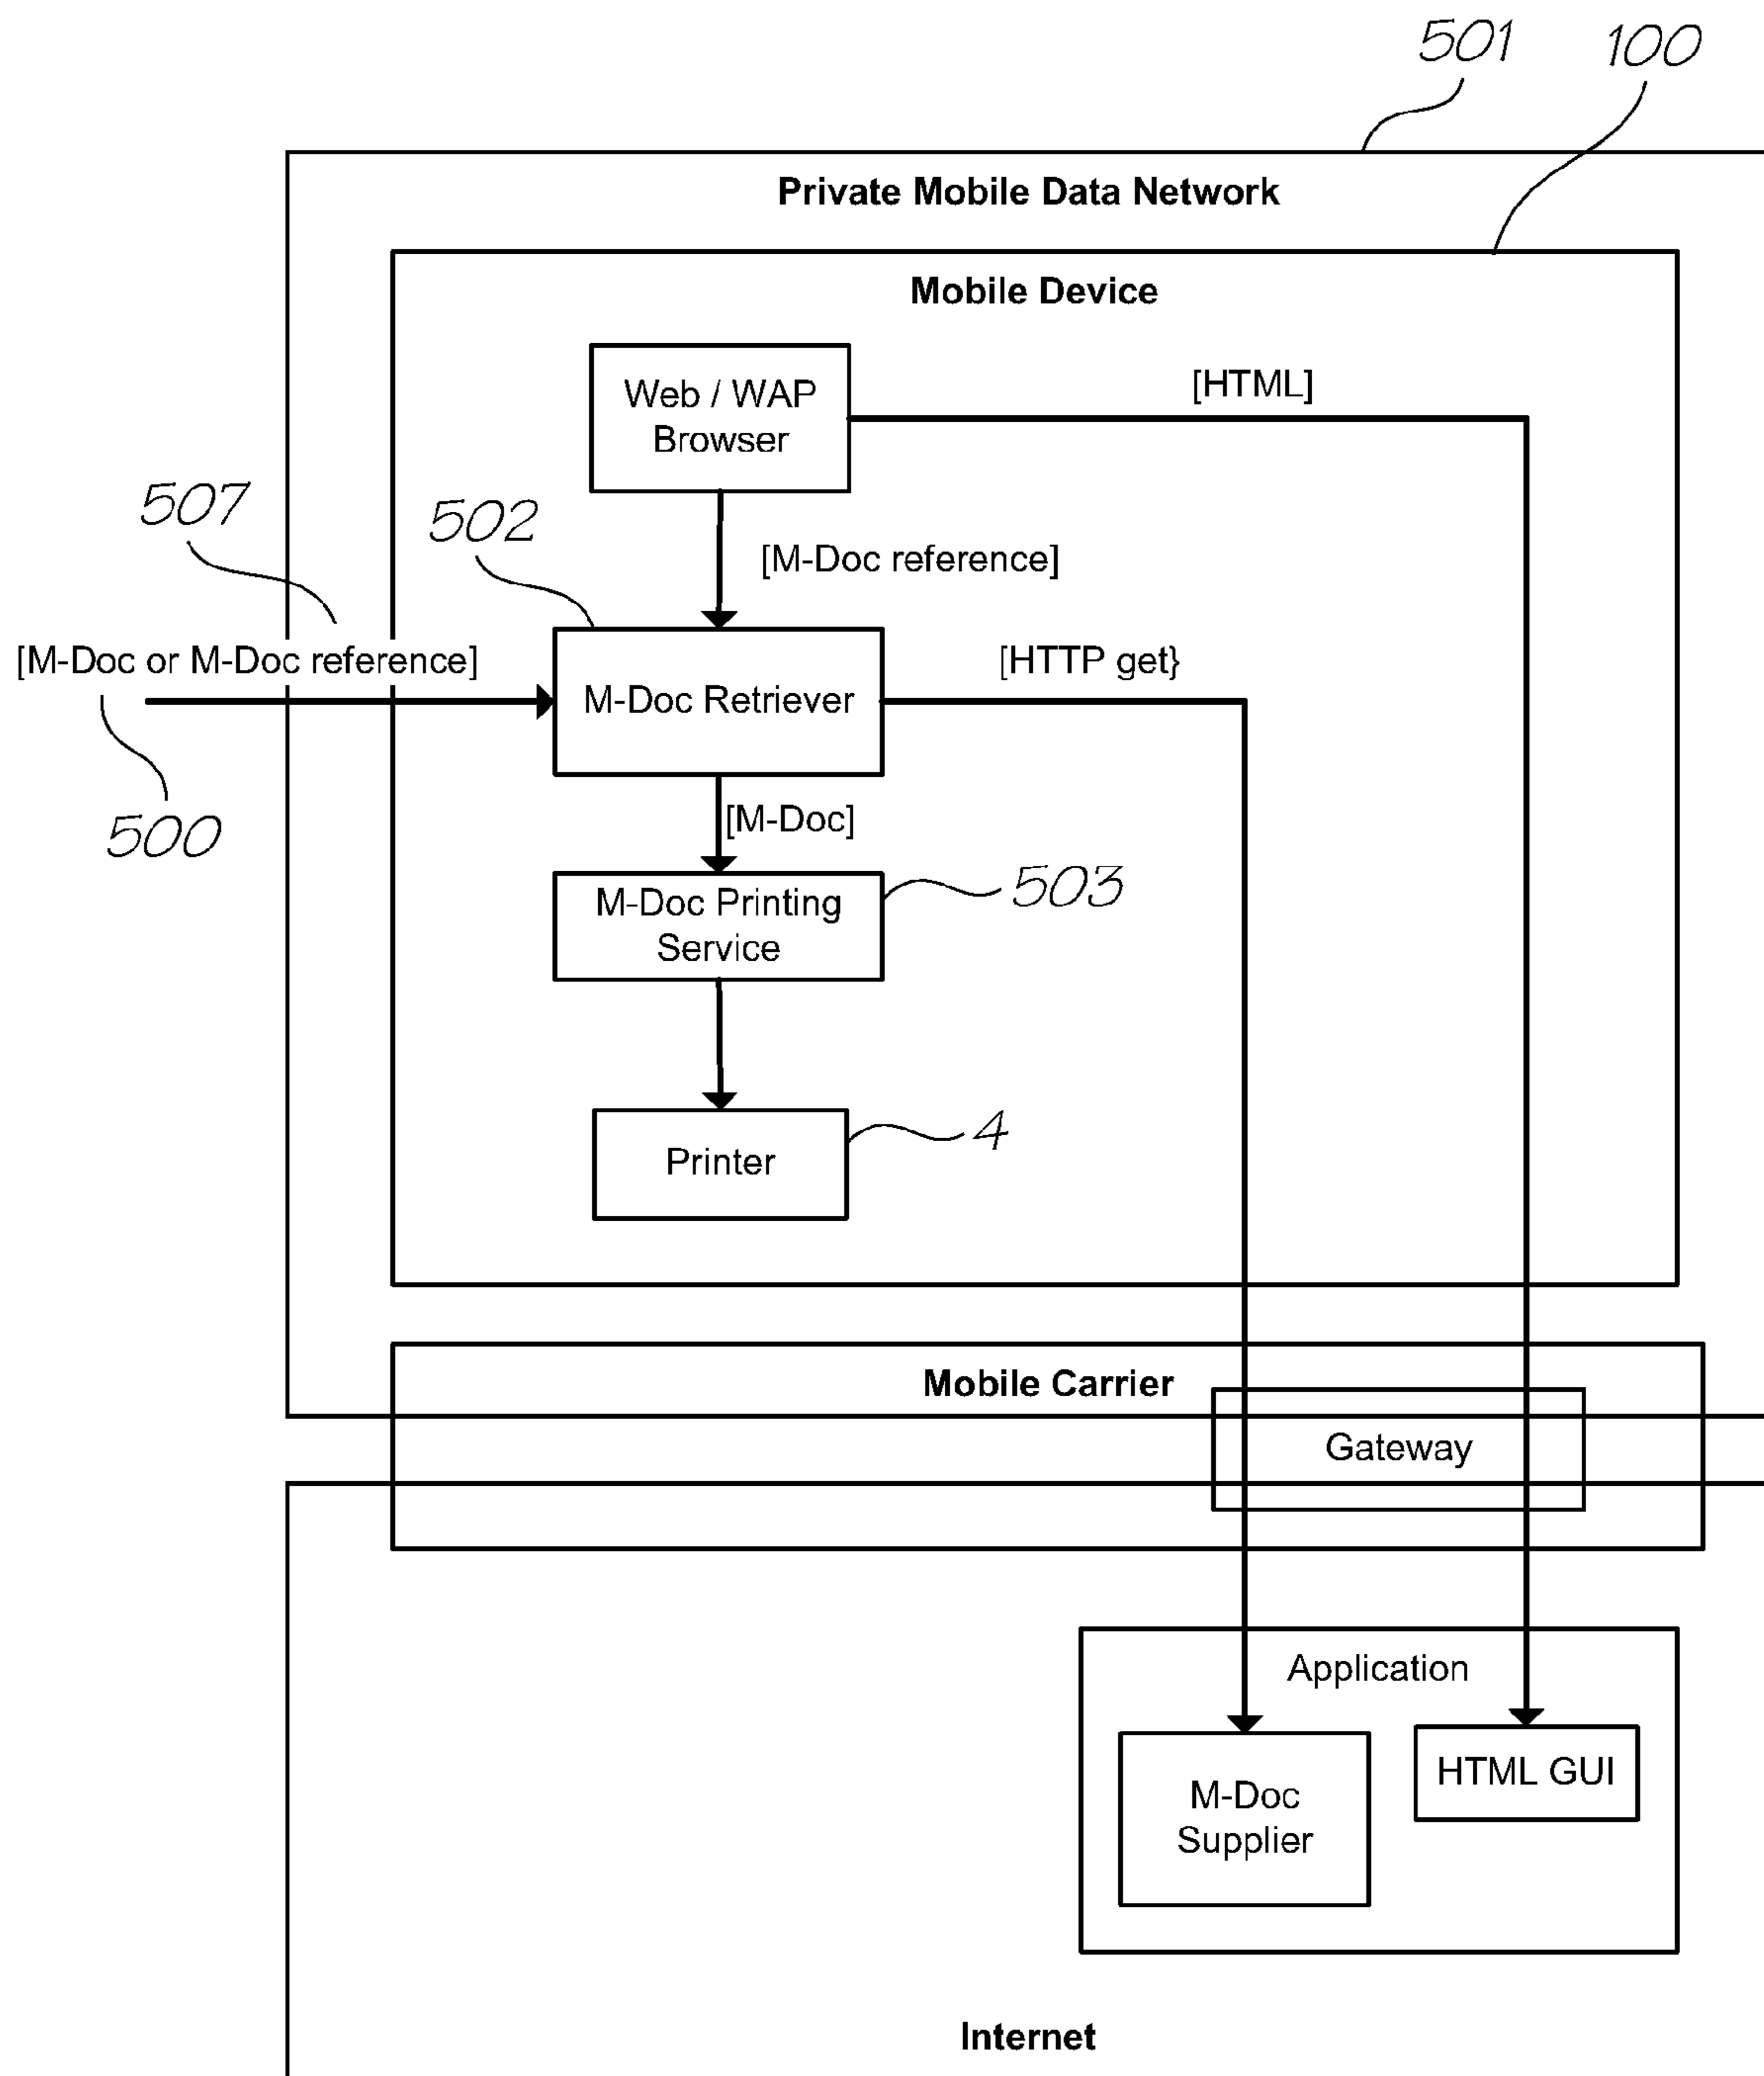 501
100
Private Mobile Data Network
Mobile Device
Web / WAP
Browser
[HTML]
507
502
[M-Doc reference]
[M-Doc or M-Doc reference]
M-Doc Retriever
[HTTP get}
500
[M-Doc]
M-Doc Printing
Service
503
Printer
4
Mobile Carrier
Gateway
Application
M-Doc
Supplier
HTML GUI
Internet